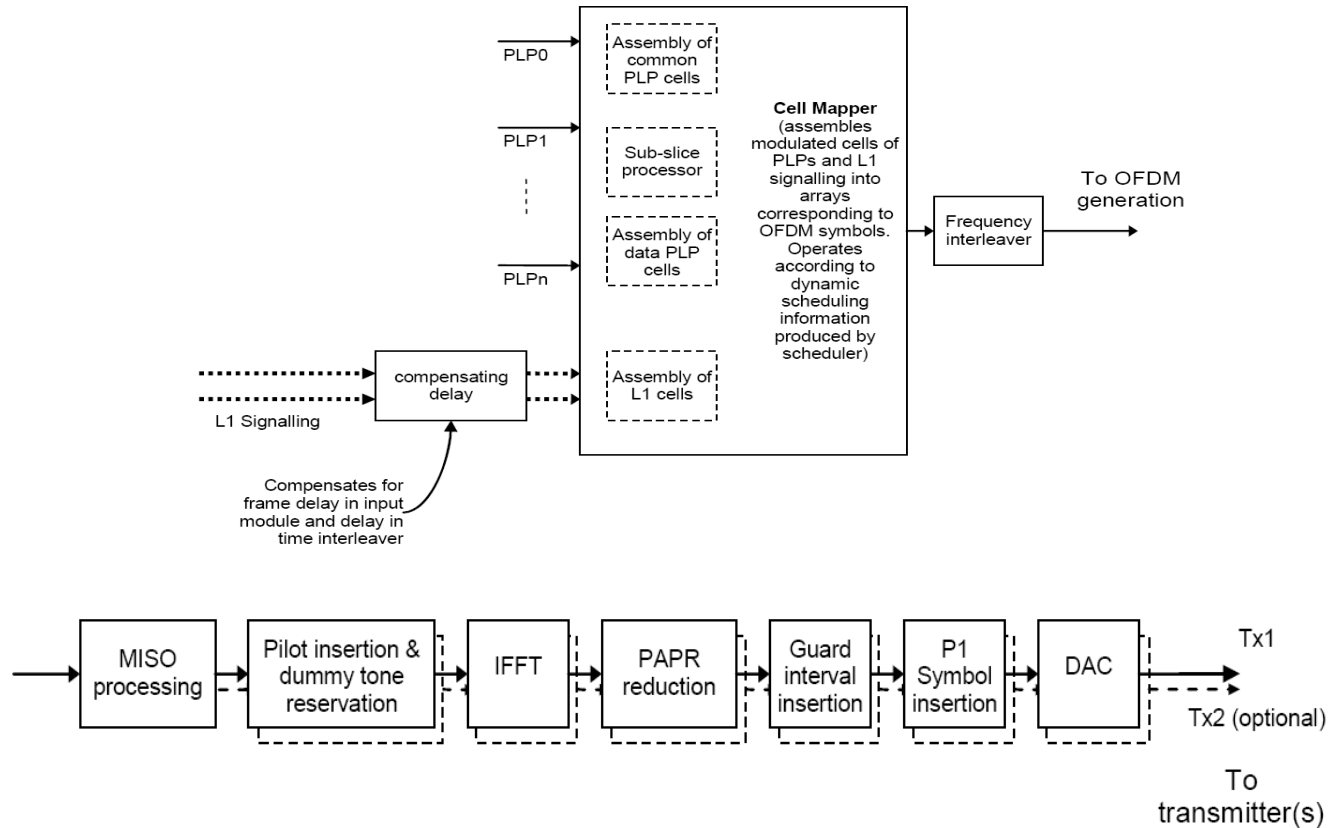 PLP0
PLP1
PLPn
Assembly of
common
PLP cells
Sub-slice
processor
Assembly of
data PLP
cells
Assembly of
L1 cells
Cell Mapper
(assembles
modulated cells of
PLPs and L1
signalling into
arrays
corresponding to
OFDM symbols.
Operates
according to
dynamic
scheduling
information
produced by
scheduler)
Frequency
interleaver
To OFDM
generation
L1 Signalling
compensating
delay
Compensates for
frame delay in input
module and delay in
time interleaver
MISO
processing
Pilot insertion &
dummy tone
reservation
IFFT
PAPR
reduction
Guard
interval
insertion
P1
Symbol
insertion
DAC
Tx1
Tx2 (optional)
To
transmitter(s)